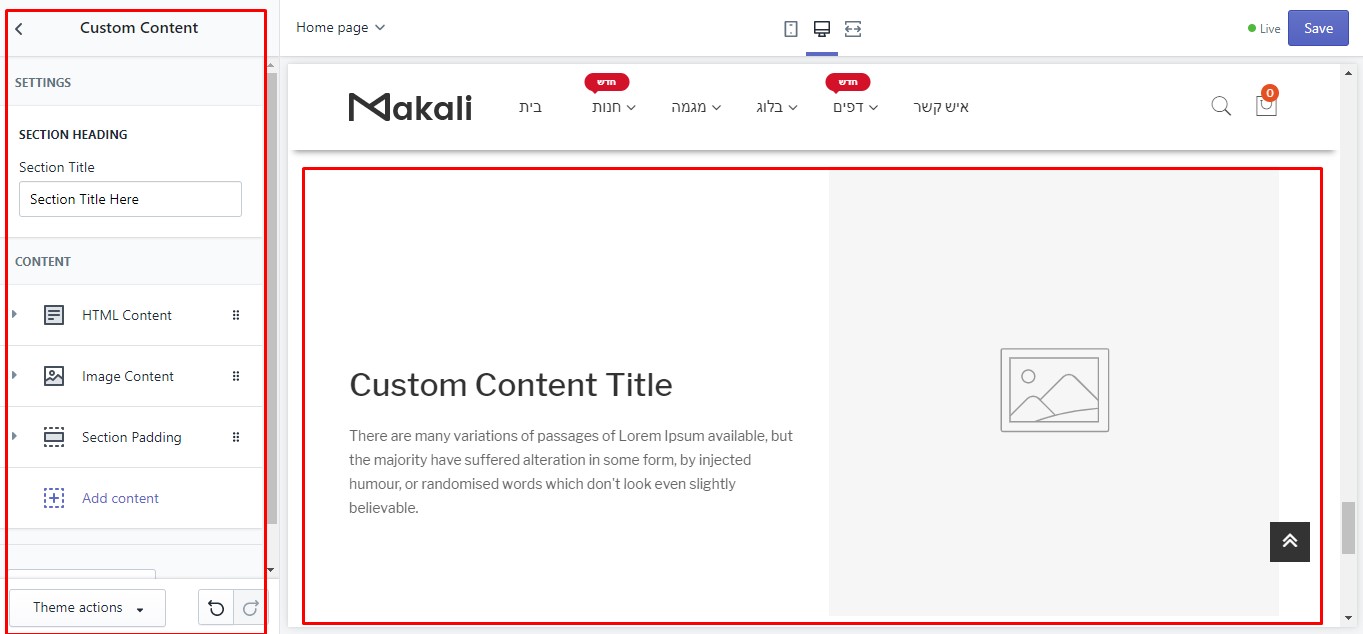 Custom Content
SETTINGS
SECTION HEADING
Section Title
Section Title Here
CONTENT
HTML Content
Image Content
Section Padding
Add content
Theme actions
Home page
Live
Save
Makali
בית
חדש
חנות
מגמה
בלוג
חדש
דפים
איש קשר
0
Custom Content Title
There are many variations of passages of Lorem Ipsum available, but
the majority have suffered alteration in some form, by injected
humour, or randomised words which don't look even slightly
believable.